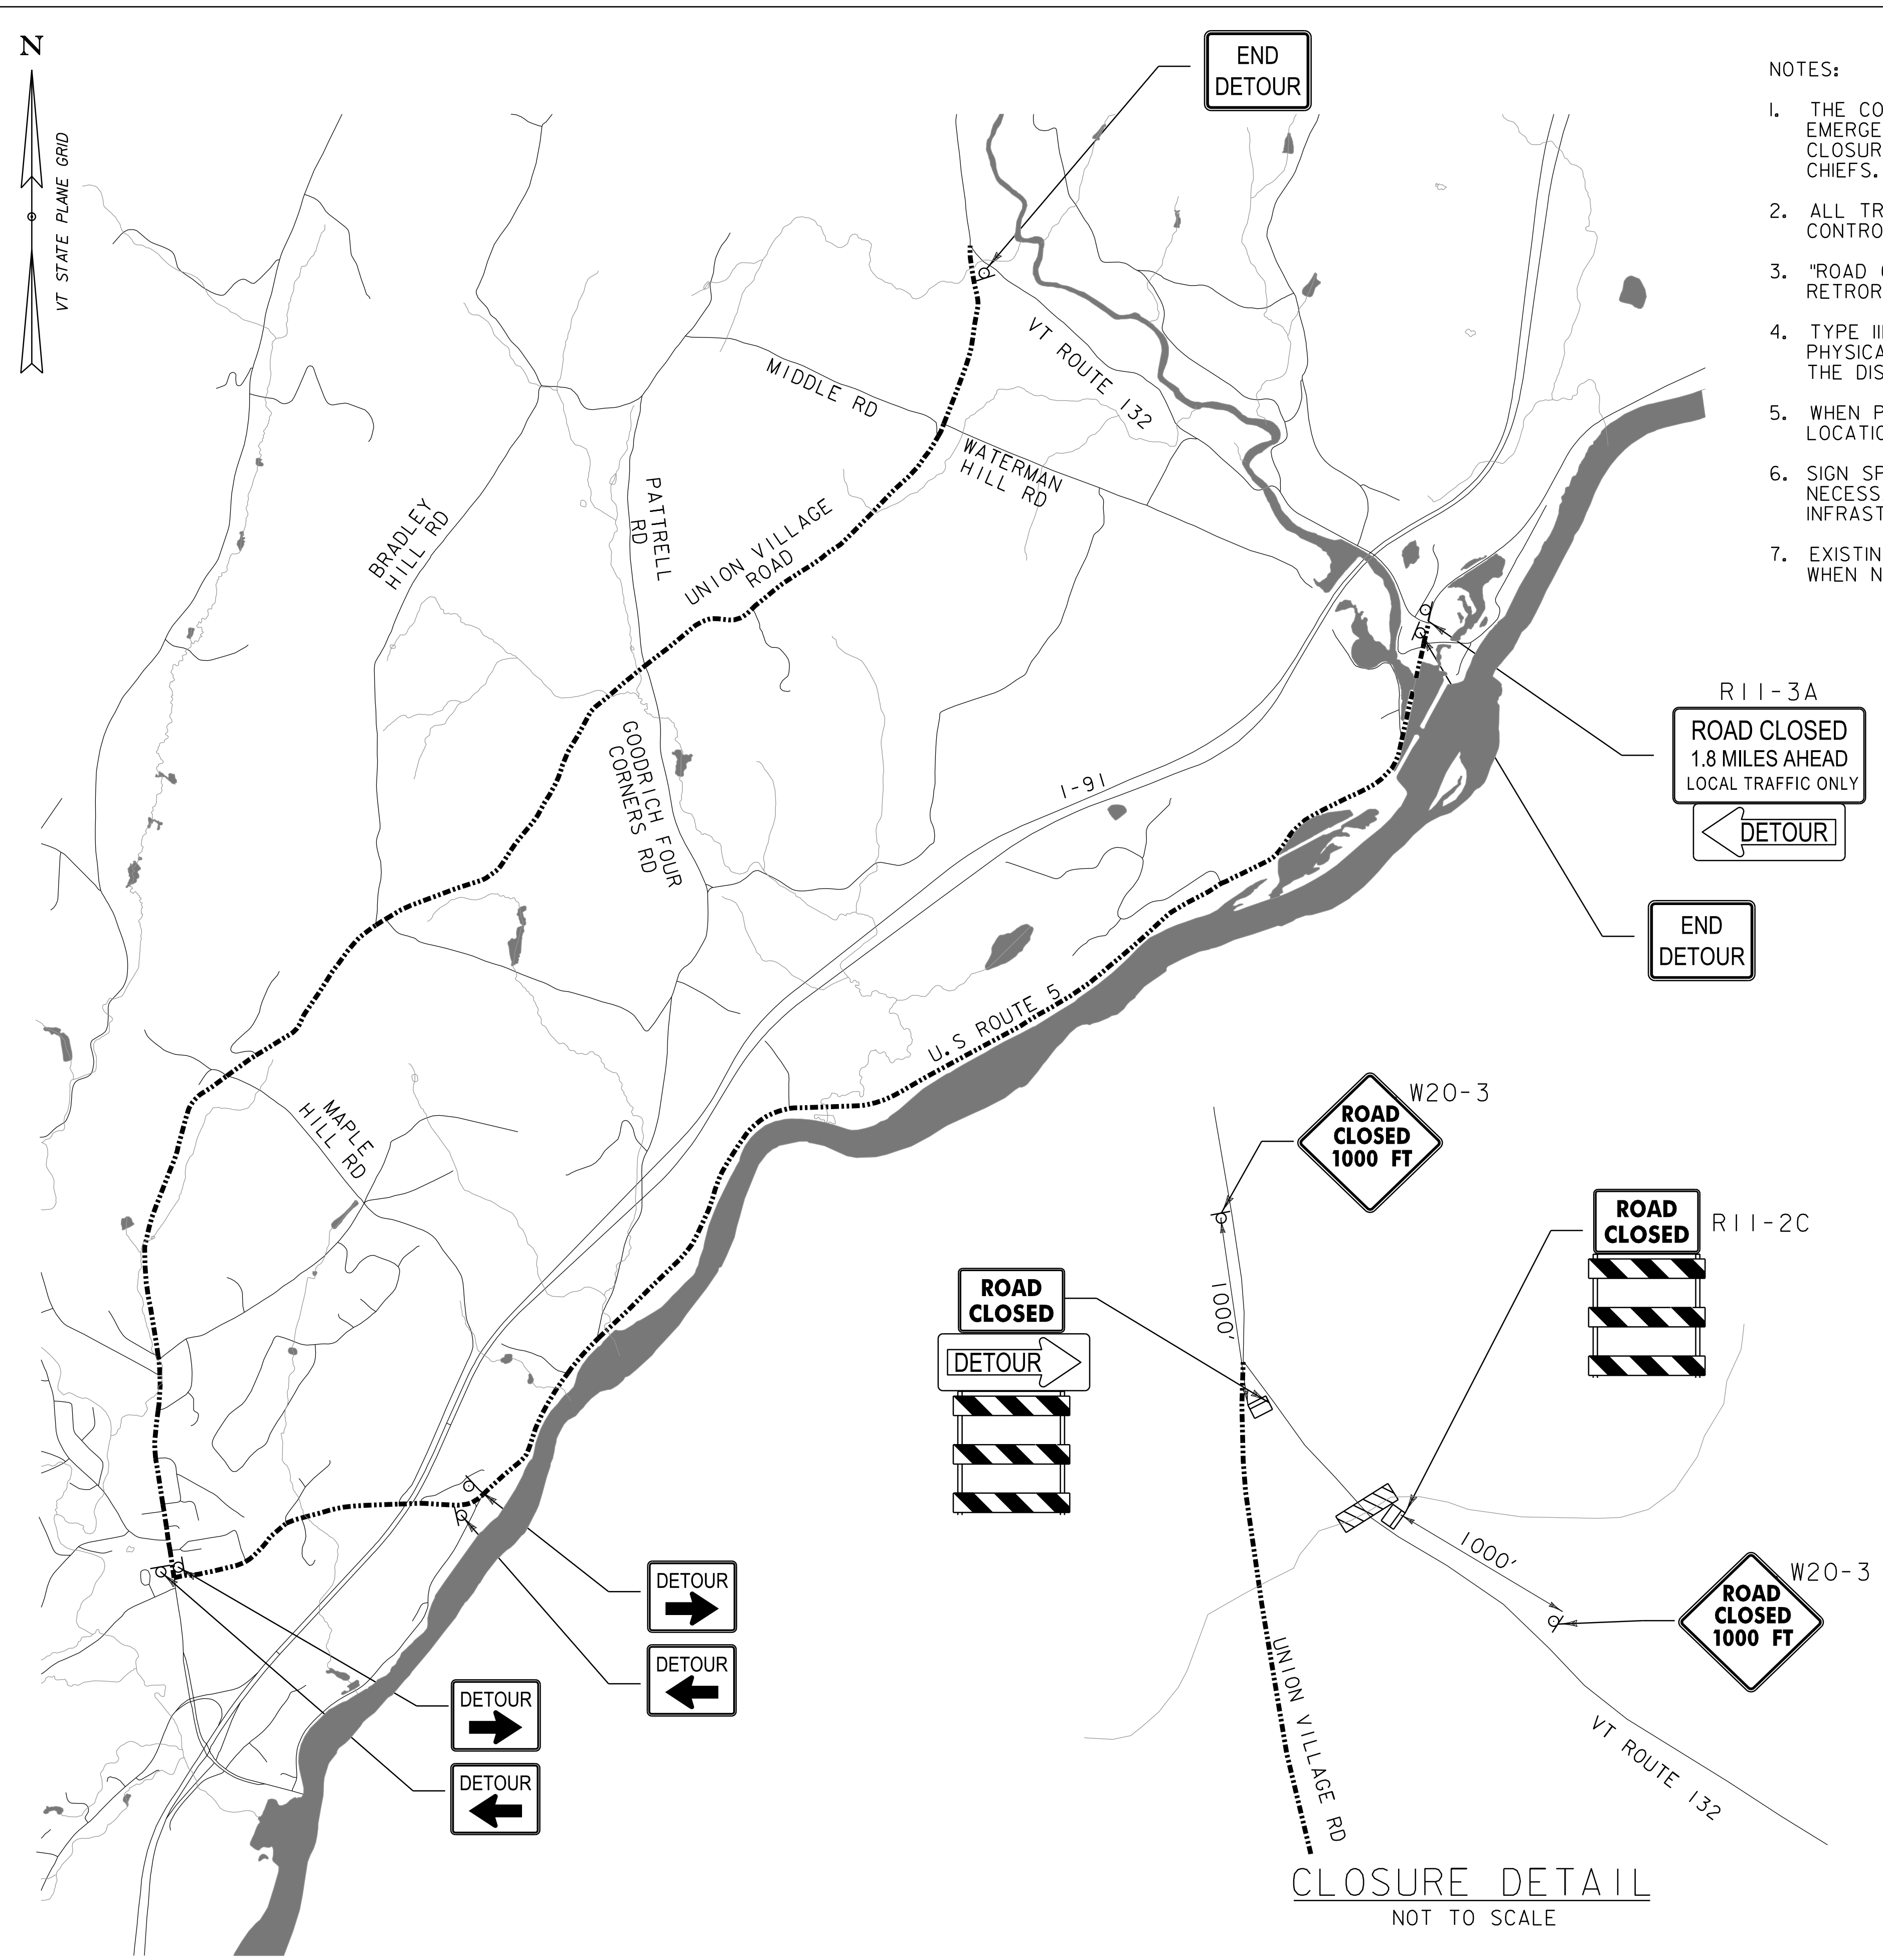 N
VT STATE PLANE GRID
END
DETOUR
NOTES:
1. THE CO
EMERGE
CLOSUR
CHIEFS.
2. ALL TR
CONTRO
3. "ROAD
RETROR
4. TYPE III
PHYSICA
THE DIS
5. WHEN P
LOCATIO
6. SIGN SP
NECESS
INFRAST
7. EXISTIN
WHEN N
VT ROUTE 132
MIDDLE RD
WATERMAN
HILL RD
PATTRELL
RD
BRADLEY
HILL RD
UNION VILLAGE
ROAD
GOODRICH FOUR
CORNERS RD
I-91
R11-3A
ROAD CLOSED
1.8 MILES AHEAD
LOCAL TRAFFIC ONLY
DETOUR
END
DETOUR
U.S ROUTE 5
MAPLE
HILL RD
DETOUR
DETOUR
DETOUR
DETOUR
W20-3
ROAD
CLOSED
1000 FT
ROAD
CLOSED
R11-2C
1000'
ROAD
CLOSED
DETOUR
1000'
W20-3
ROAD
CLOSED
1000 FT
UNION VILLAGE RD
VT ROUTE 132
CLOSURE DETAIL
NOT TO SCALE